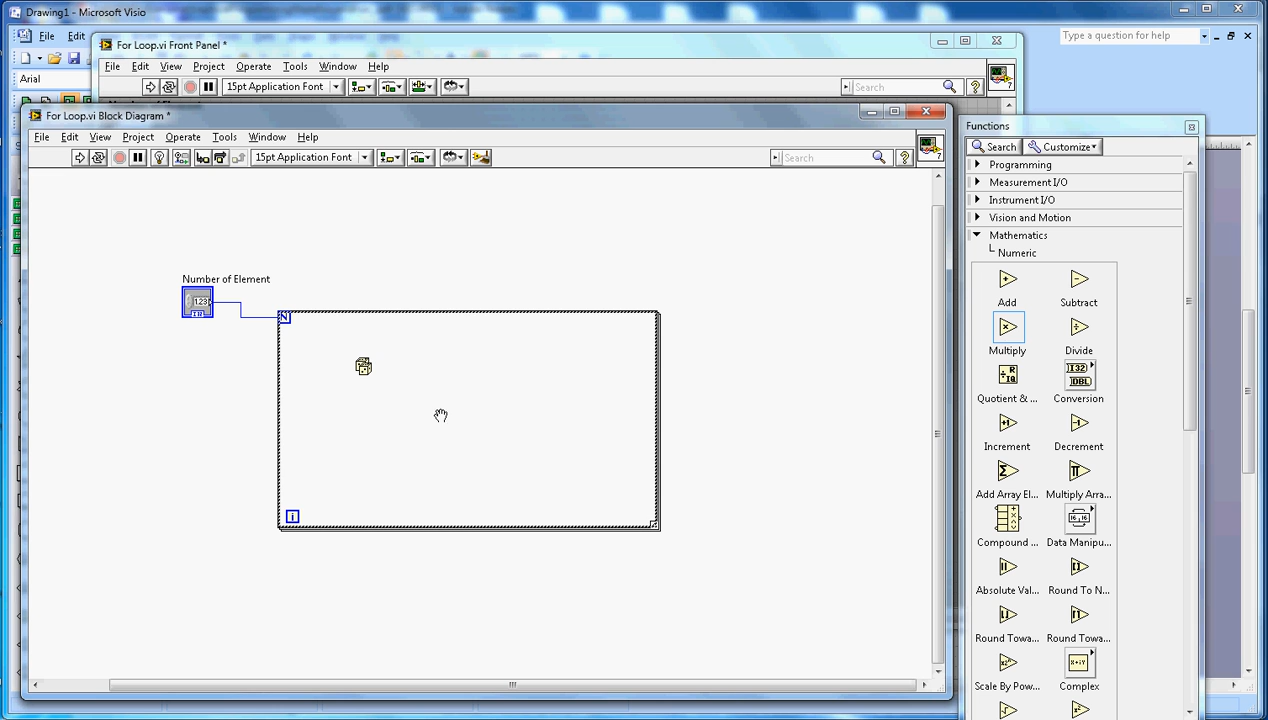 Drawing1 - Microsoft Visio
File Edit
Type a question for help
Arial
For Loop.vi Front Panel *
File Edit View Project Operate Tools Window Help
15pt Application Font
Search
?
For Loop.vi Block Diagram *
File Edit View Project Operate Tools Window Help
15pt Application Font
Search
?
Number of Element
123
I32
N
i
Functions
Search Customize
Programming
Measurement I/O
Instrument I/O
Vision and Motion
Mathematics
Numeric
Add Subtract
Multiply Divide
Quotient & ... Conversion
Increment Decrement
Add Array El... Multiply Arra...
Compound ... Data Manipu...
Absolute Val... Round To N...
Round Towa... Round Towa...
Scale By Pow... Complex